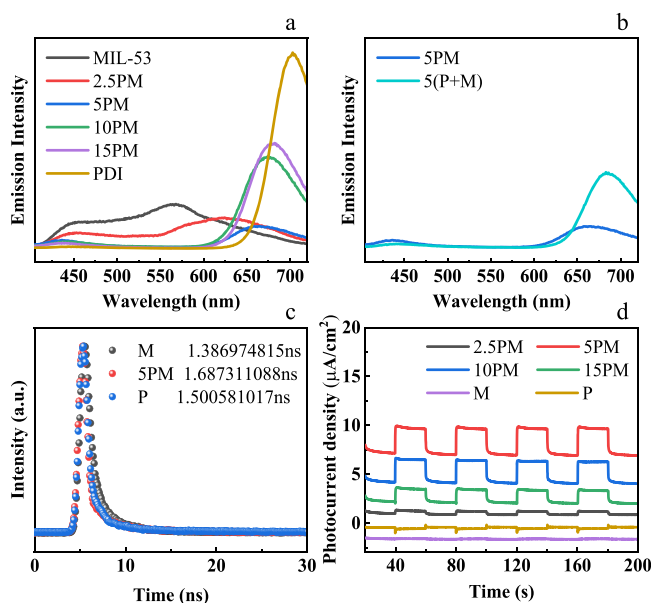 a
MIL-53
2.5PM
5PM
10PM
15PM
PDI
Emission Intensity
450 500 550 600 650 700
Wavelength (nm)
b
5PM
5(P+M)
Emission Intensity
450 500 550 600 650 700
Wavelength (nm)
c
M 1.386974815ns
5PM 1.687311088ns
P 1.500581017ns
Intensity (a.u.)
0 10 20 30
Time (ns)
d
2.5PM 5PM
10PM 15PM
M P
Photocurrent density (μA/cm²)
20
15
10
5
0
40 80 120 160 200
Time (s)